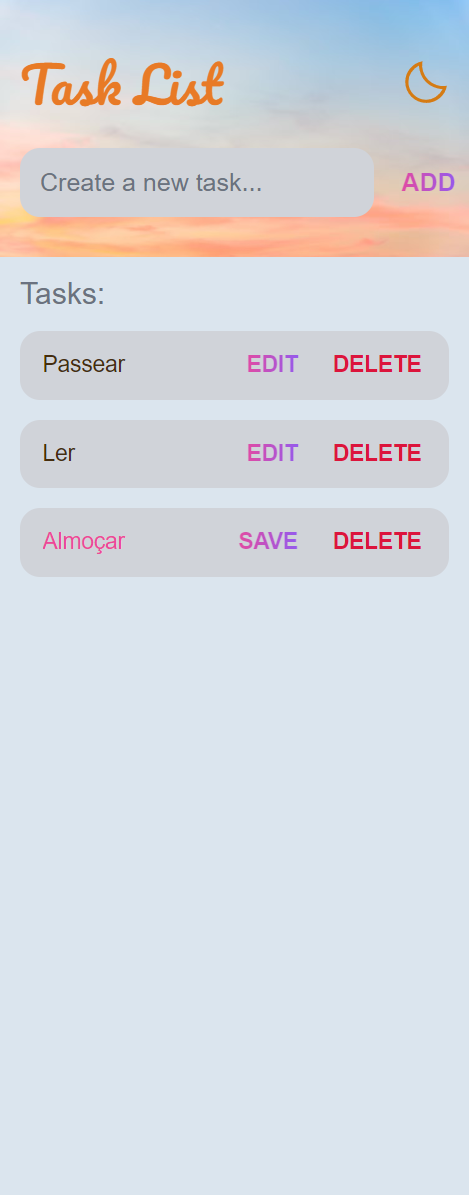 Task List
Create a new task...
ADD
Tasks:
Passear EDIT DELETE
Ler EDIT DELETE
Almoçar SAVE DELETE